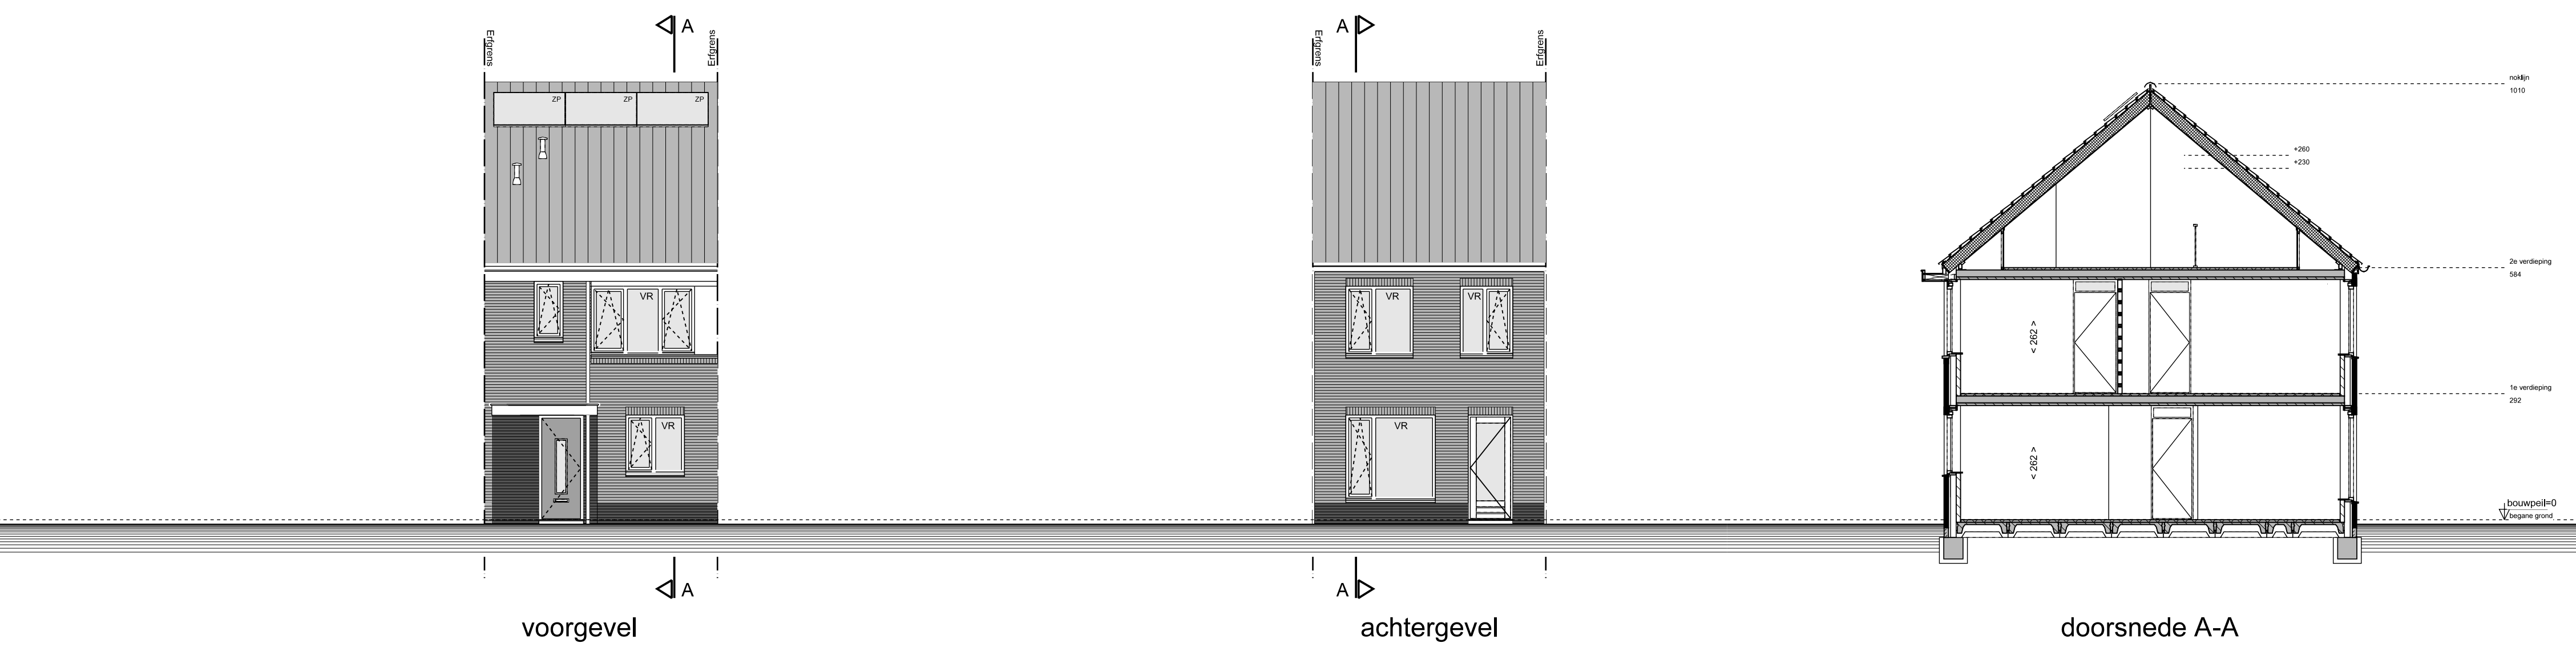 A
Erfgrens
Erfgrens
ZP
ZP
ZP
VR
VR
A
voorgevel
A
Erfgrens
Erfgrens
VR
VR
VR
A
achtergevel
noklijn
1010
+260
+230
2e verdieping
584
< 262 >
1e verdieping
292
< 262 >
bouwpeil=0
begane grond
doorsnede A-A